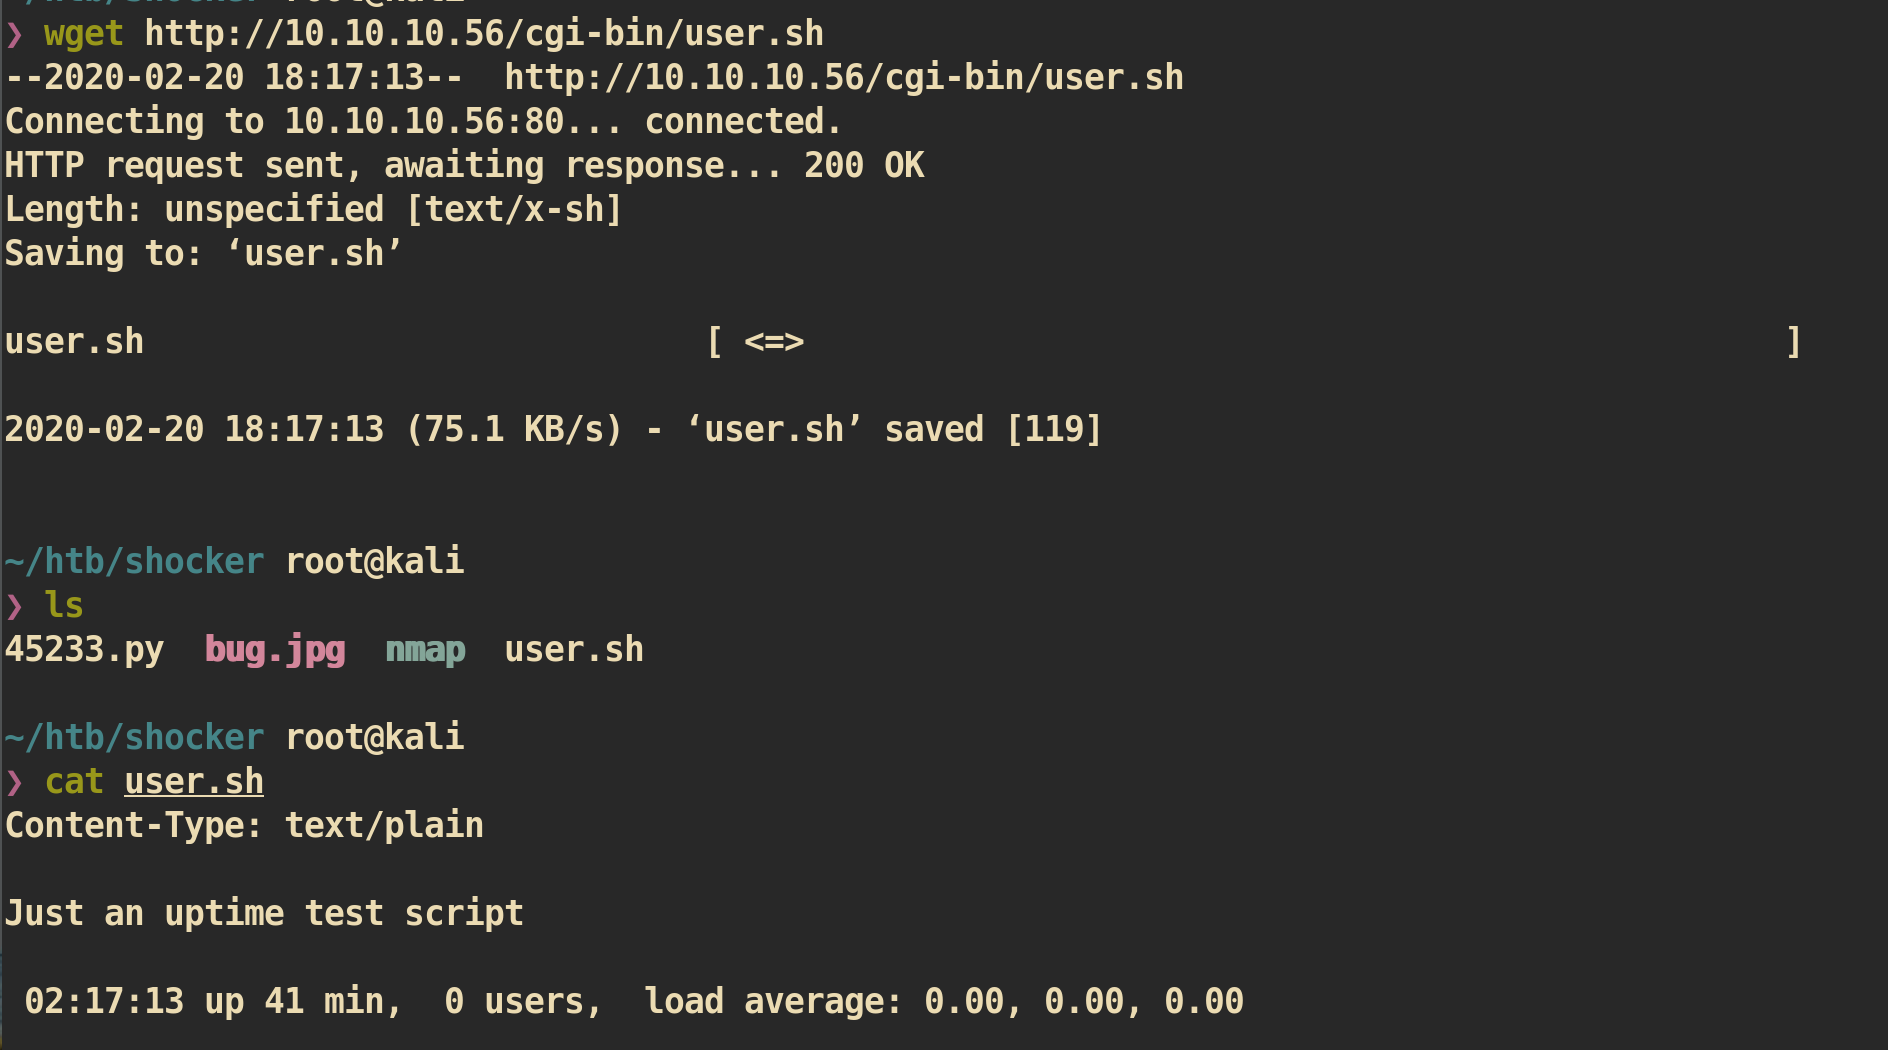 ~/htb/shocker root@kali
❯ wget http://10.10.10.56/cgi-bin/user.sh
--2020-02-20 18:17:13--  http://10.10.10.56/cgi-bin/user.sh
Connecting to 10.10.10.56:80... connected.
HTTP request sent, awaiting response... 200 OK
Length: unspecified [text/x-sh]
Saving to: ‘user.sh’
user.sh                            [ <=>                                                 ]
2020-02-20 18:17:13 (75.1 KB/s) - ‘user.sh’ saved [119]
~/htb/shocker root@kali
❯ ls
45233.py  bug.jpg  nmap  user.sh
~/htb/shocker root@kali
❯ cat user.sh
Content-Type: text/plain
Just an uptime test script
 02:17:13 up 41 min,  0 users,  load average: 0.00, 0.00, 0.00